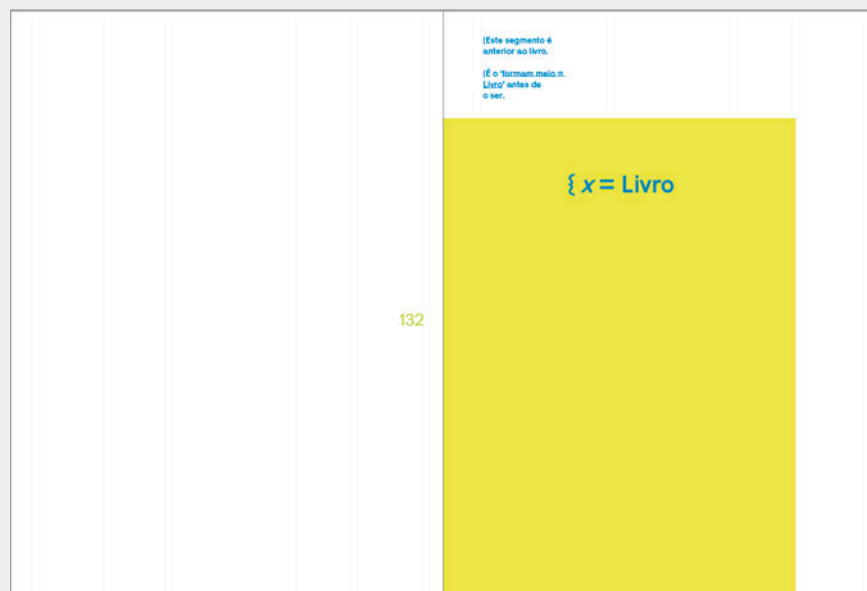 132
(Este segmento é
anterior ao livro.
(É o ‘formam.meio.π.
Livro’ antes de
o ser.
{ x = Livro